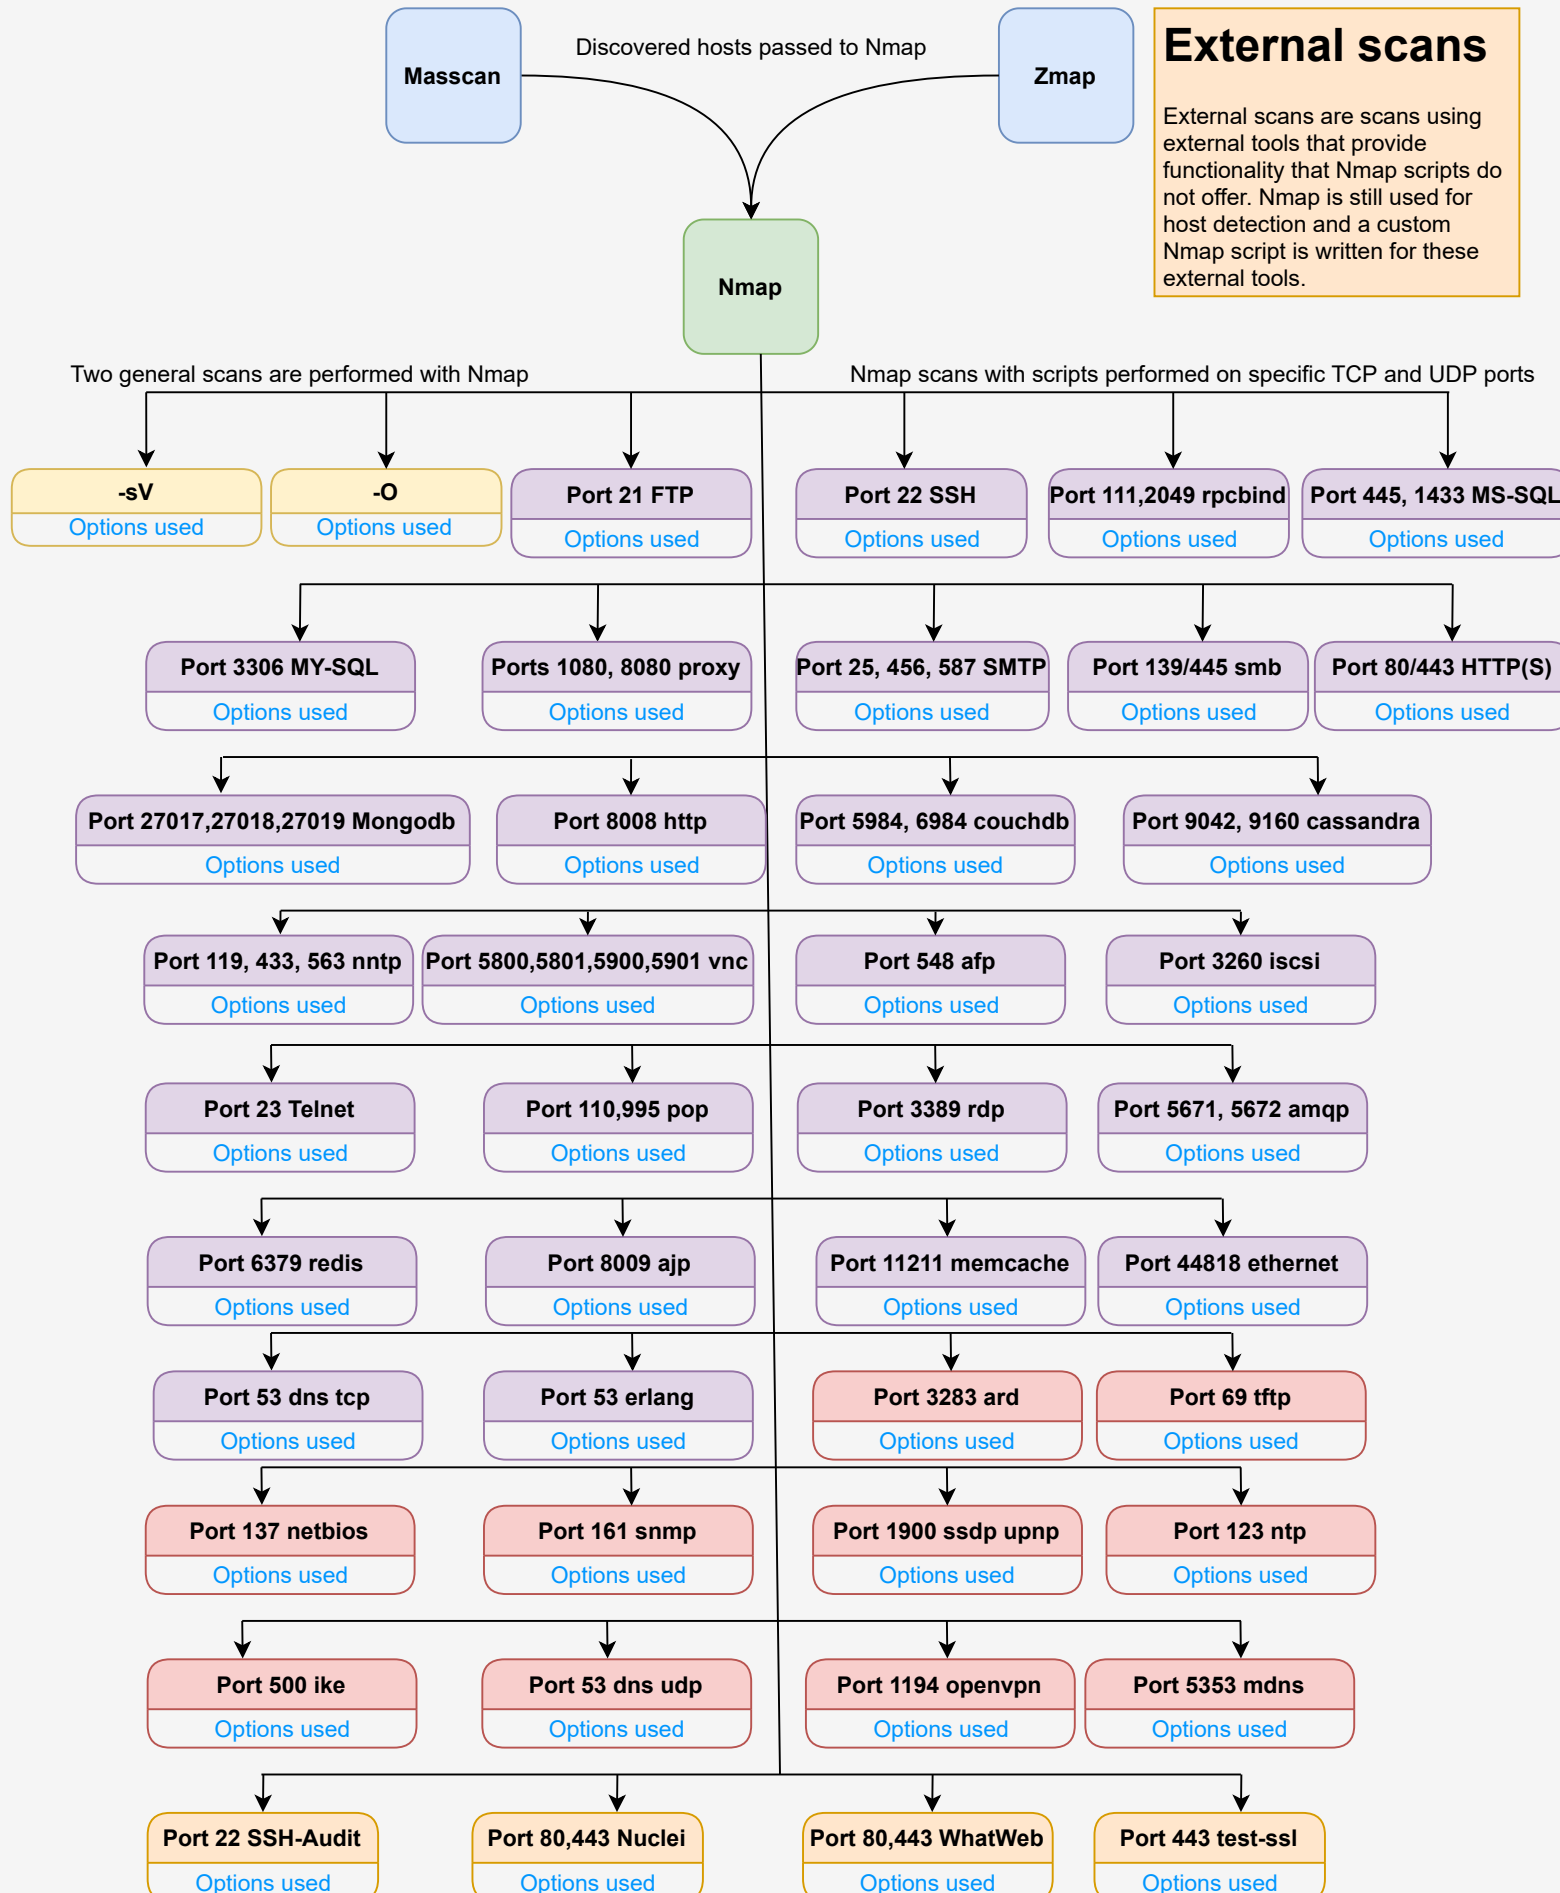 Masscan
Discovered hosts passed to Nmap
Zmap
External scans
External scans are scans using
external tools that provide
functionality that Nmap scripts do
not offer. Nmap is still used for
host detection and a custom
Nmap script is written for these
external tools.
Nmap
Two general scans are performed with Nmap
Nmap scans with scripts performed on specific TCP and UDP ports
-sV
Options used
-O
Options used
Port 21 FTP
Options used
Port 22 SSH
Options used
Port 111,2049 rpcbind
Options used
Port 445, 1433 MS-SQL
Options used
Port 3306 MY-SQL
Options used
Ports 1080, 8080 proxy
Options used
Port 25, 456, 587 SMTP
Options used
Port 139/445 smb
Options used
Port 80/443 HTTP(S)
Options used
Port 27017,27018,27019 Mongodb
Options used
Port 8008 http
Options used
Port 5984, 6984 couchdb
Options used
Port 9042, 9160 cassandra
Options used
Port 119, 433, 563 nntp
Options used
Port 5800,5801,5900,5901 vnc
Options used
Port 548 afp
Options used
Port 3260 iscsi
Options used
Port 23 Telnet
Options used
Port 110,995 pop
Options used
Port 3389 rdp
Options used
Port 5671, 5672 amqp
Options used
Port 6379 redis
Options used
Port 8009 ajp
Options used
Port 11211 memcache
Options used
Port 44818 ethernet
Options used
Port 53 dns tcp
Options used
Port 53 erlang
Options used
Port 3283 ard
Options used
Port 69 tftp
Options used
Port 137 netbios
Options used
Port 161 snmp
Options used
Port 1900 ssdp upnp
Options used
Port 123 ntp
Options used
Port 500 ike
Options used
Port 53 dns udp
Options used
Port 1194 openvpn
Options used
Port 5353 mdns
Options used
Port 22 SSH-Audit
Options used
Port 80,443 Nuclei
Options used
Port 80,443 WhatWeb
Options used
Port 443 test-ssl
Options used